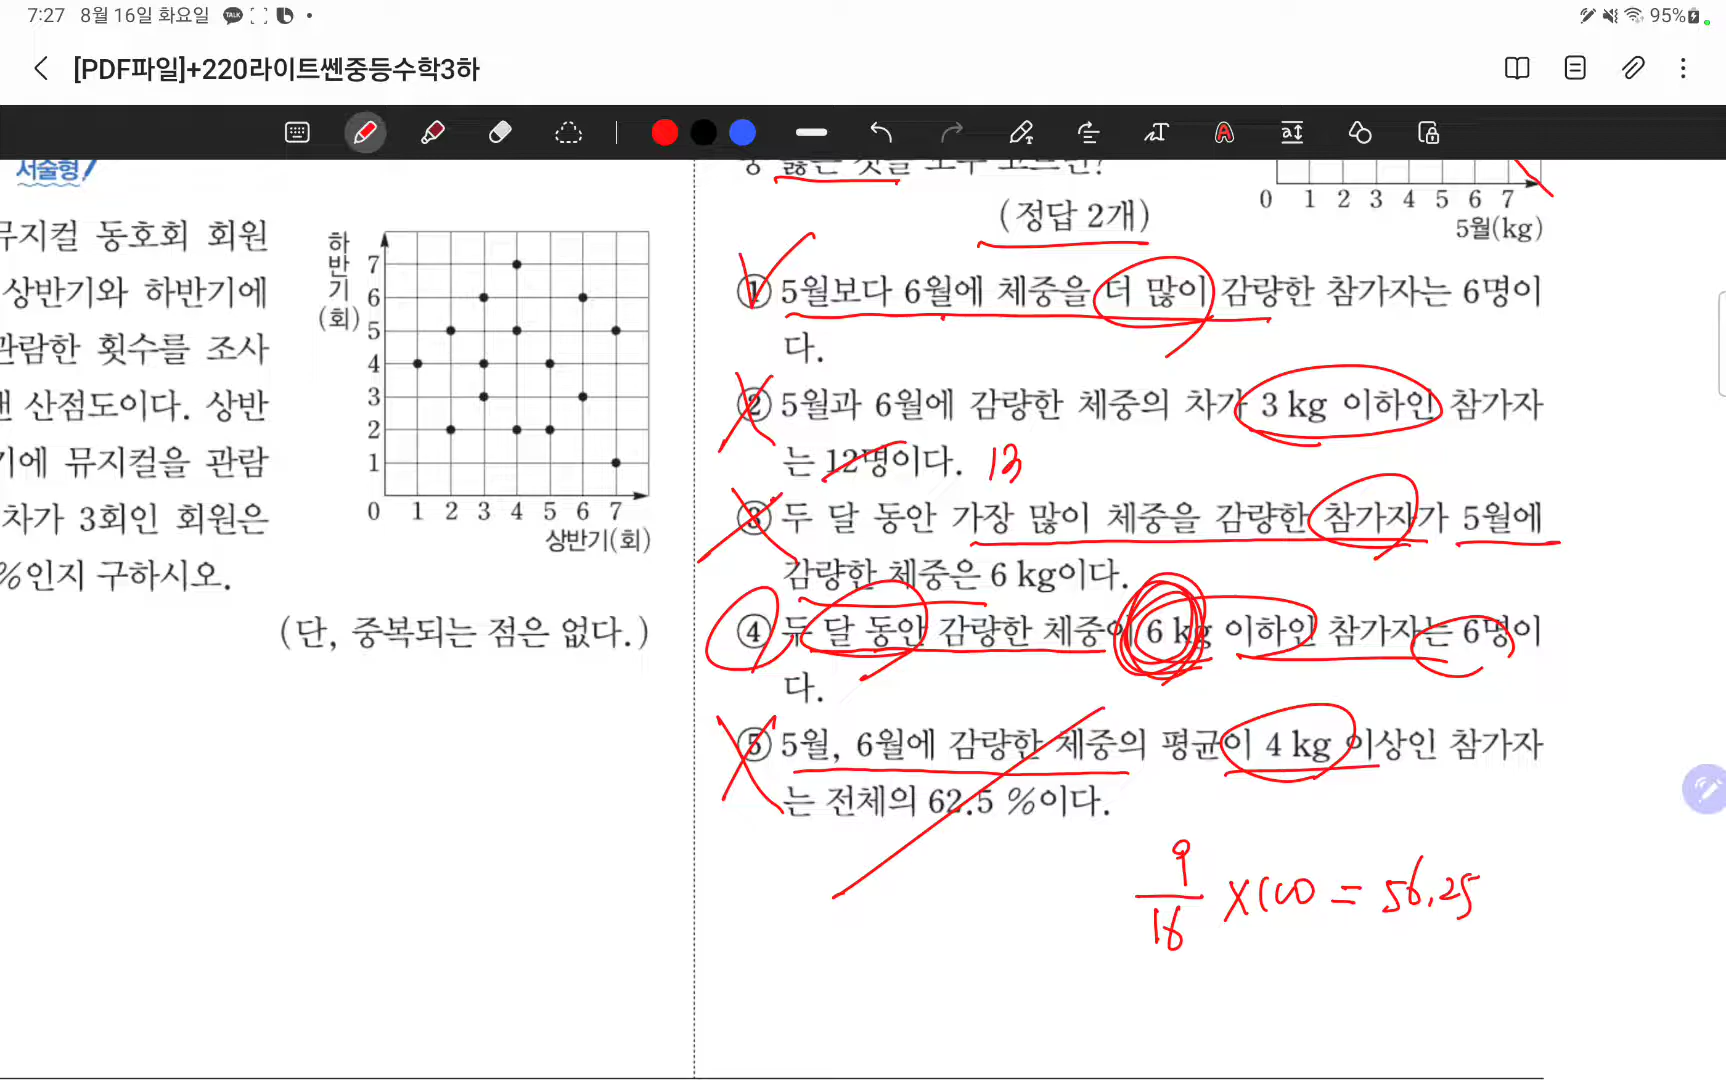 7:27 8월 16일 화요일 TALK
95%
[PDF파일]+220라이트쎈중등수학3하
서술형!
뮤지컬 동호회 회원
상반기와 하반기에
관람한 횟수를 조사
산점도이다. 상반
기에 뮤지컬을 관람
차가 3회인 회원은
%인지 구하시오.
(단, 중복되는 점은 없다.)
하반기(회)
7
6
5
4
3
2
1
0 1 2 3 4 5 6 7
상반기(회)
중 옳은 것을 모두 고르면?
(정답 2개)
0 1 2 3 4 5 6 7
5월(kg)
① 5월보다 6월에 체중을 더 많이 감량한 참가자는 6명이
다.
② 5월과 6월에 감량한 체중의 차가 3 kg 이하인 참가자
는 12명이다. 13
③ 두 달 동안 가장 많이 체중을 감량한 참가자가 5월에
감량한 체중은 6 kg이다.
④ 두 달 동안 감량한 체중이 6 kg 이하인 참가자는 6명이
다.
⑤ 5월, 6월에 감량한 체중의 평균이 4 kg 이상인 참가자
는 전체의 62.5 %이다.
9
16 ×100 = 56.25